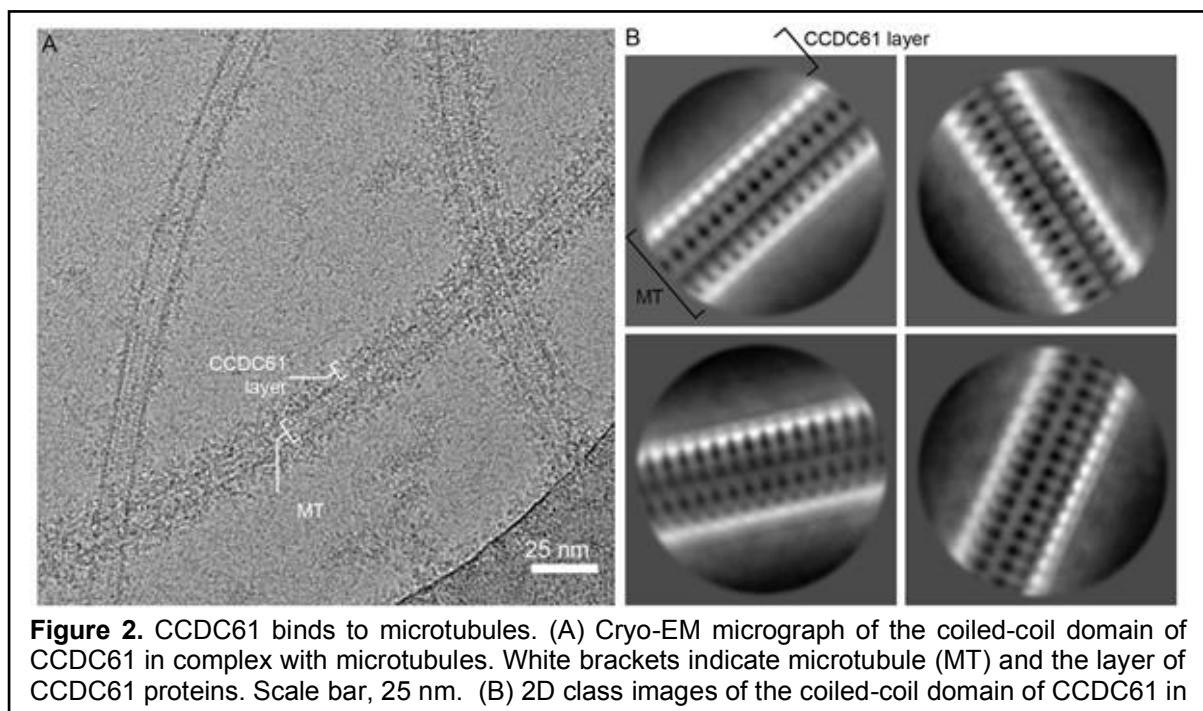 A
B
CCDC61 layer
MT
CCDC61
layer
MT
25 nm
Figure 2. CCDC61 binds to microtubules. (A) Cryo-EM micrograph of the coiled-coil domain of
CCDC61 in complex with microtubules. White brackets indicate microtubule (MT) and the layer of
CCDC61 proteins. Scale bar, 25 nm. (B) 2D class images of the coiled-coil domain of CCDC61 in